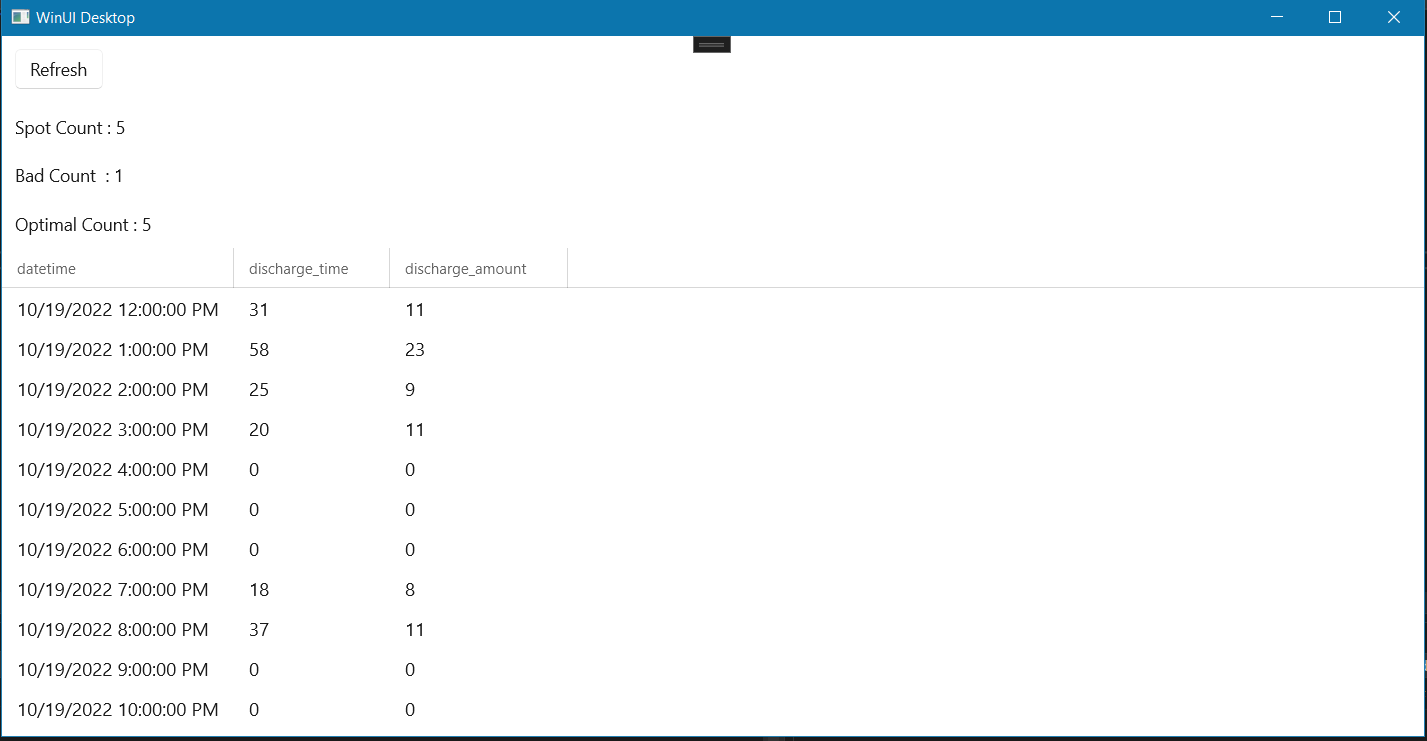 WinUI Desktop
Refresh
Spot Count : 5
Bad Count  : 1
Optimal Count : 5
datetime discharge_time discharge_amount
10/19/2022 12:00:00 PM 31 11
10/19/2022 1:00:00 PM 58 23
10/19/2022 2:00:00 PM 25 9
10/19/2022 3:00:00 PM 20 11
10/19/2022 4:00:00 PM 0 0
10/19/2022 5:00:00 PM 0 0
10/19/2022 6:00:00 PM 0 0
10/19/2022 7:00:00 PM 18 8
10/19/2022 8:00:00 PM 37 11
10/19/2022 9:00:00 PM 0 0
10/19/2022 10:00:00 PM 0 0